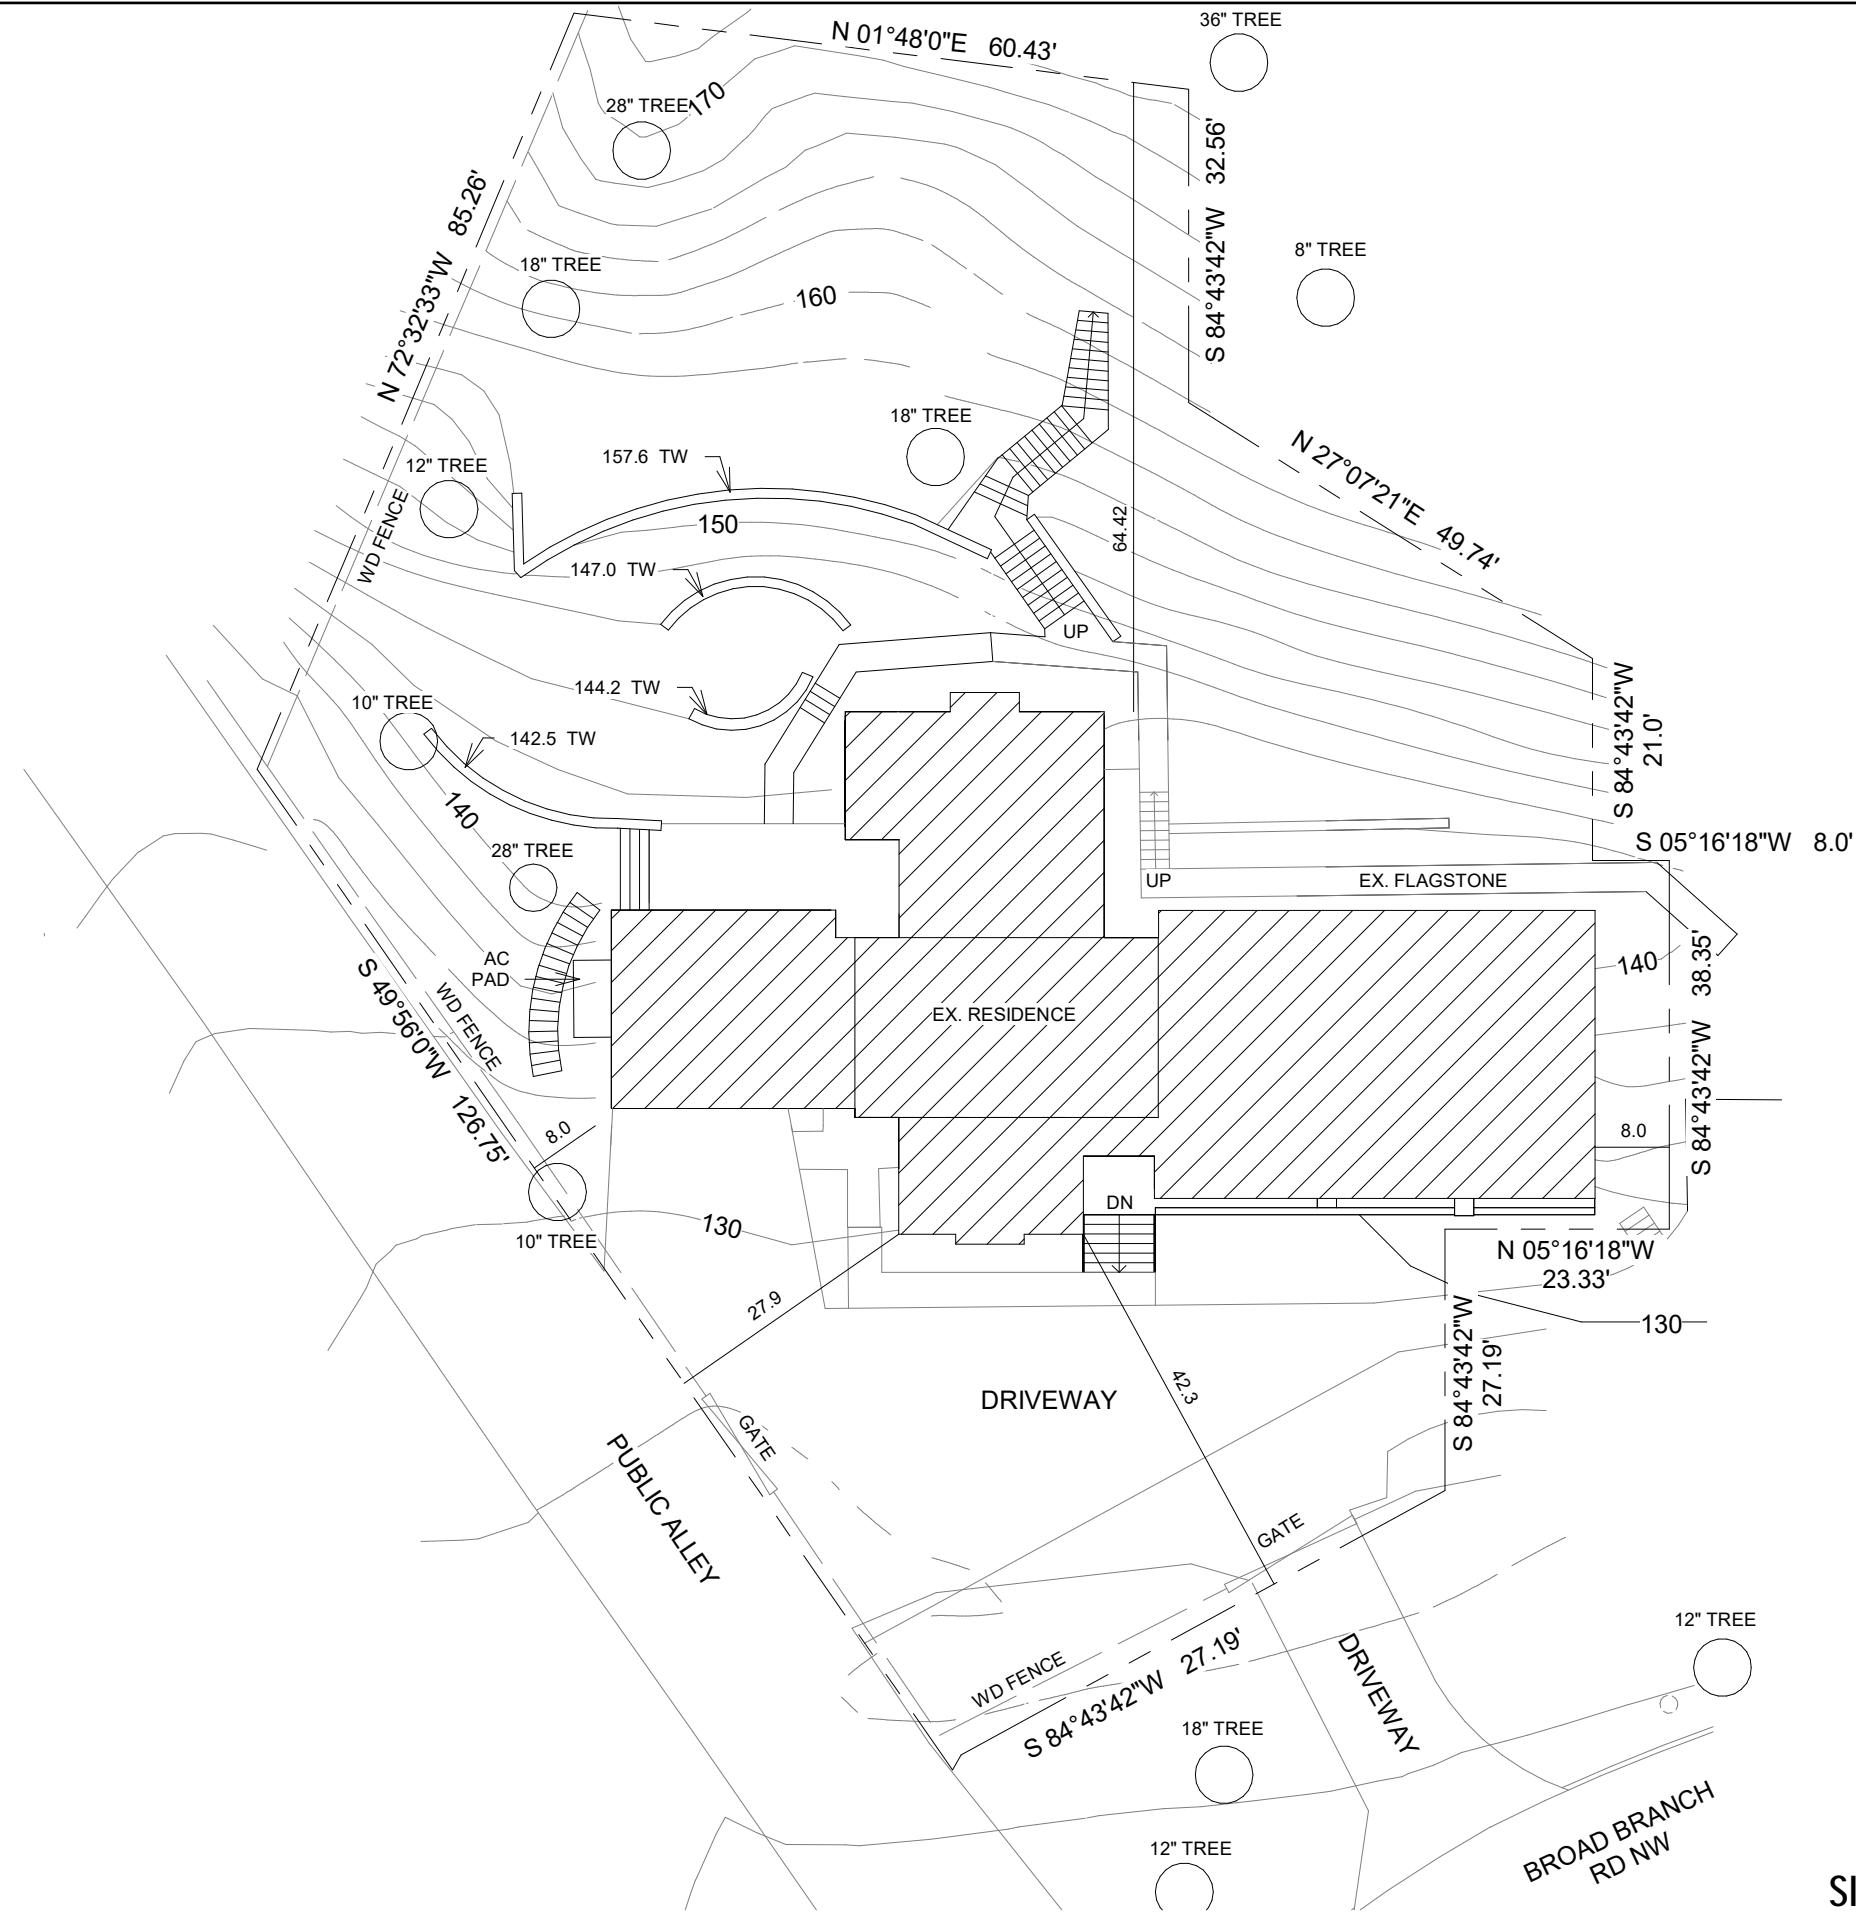 36" TREE
N 01°48'0"E 60.43'
28" TREE
170
S 84°43'42"W 32.56'
N 72°32'33"W 85.26'
18" TREE
8" TREE
160
18" TREE
157.6 TW
12" TREE
N 27°07'21"E 49.74'
WD FENCE
150
64.42
147.0 TW
UP
144.2 TW
10" TREE
142.5 TW
S 84°43'42"W
21.0'
140
S 05°16'18"W 8.0'
28" TREE
UP
EX. FLAGSTONE
AC
PAD
S 49°56'0"W 126.75'
WD FENCE
140
S 84°43'42"W 38.35'
EX. RESIDENCE
8.0
8.0
DN
130
10" TREE
N 05°16'18"W
23.33'
27.9
130
S 84°43'42"W
27.19'
42.3
DRIVEWAY
GATE
PUBLIC ALLEY
GATE
WD FENCE
S 84°43'42"W 27.19'
DRIVEWAY
12" TREE
18" TREE
BROAD BRANCH
RD NW
12" TREE
SI